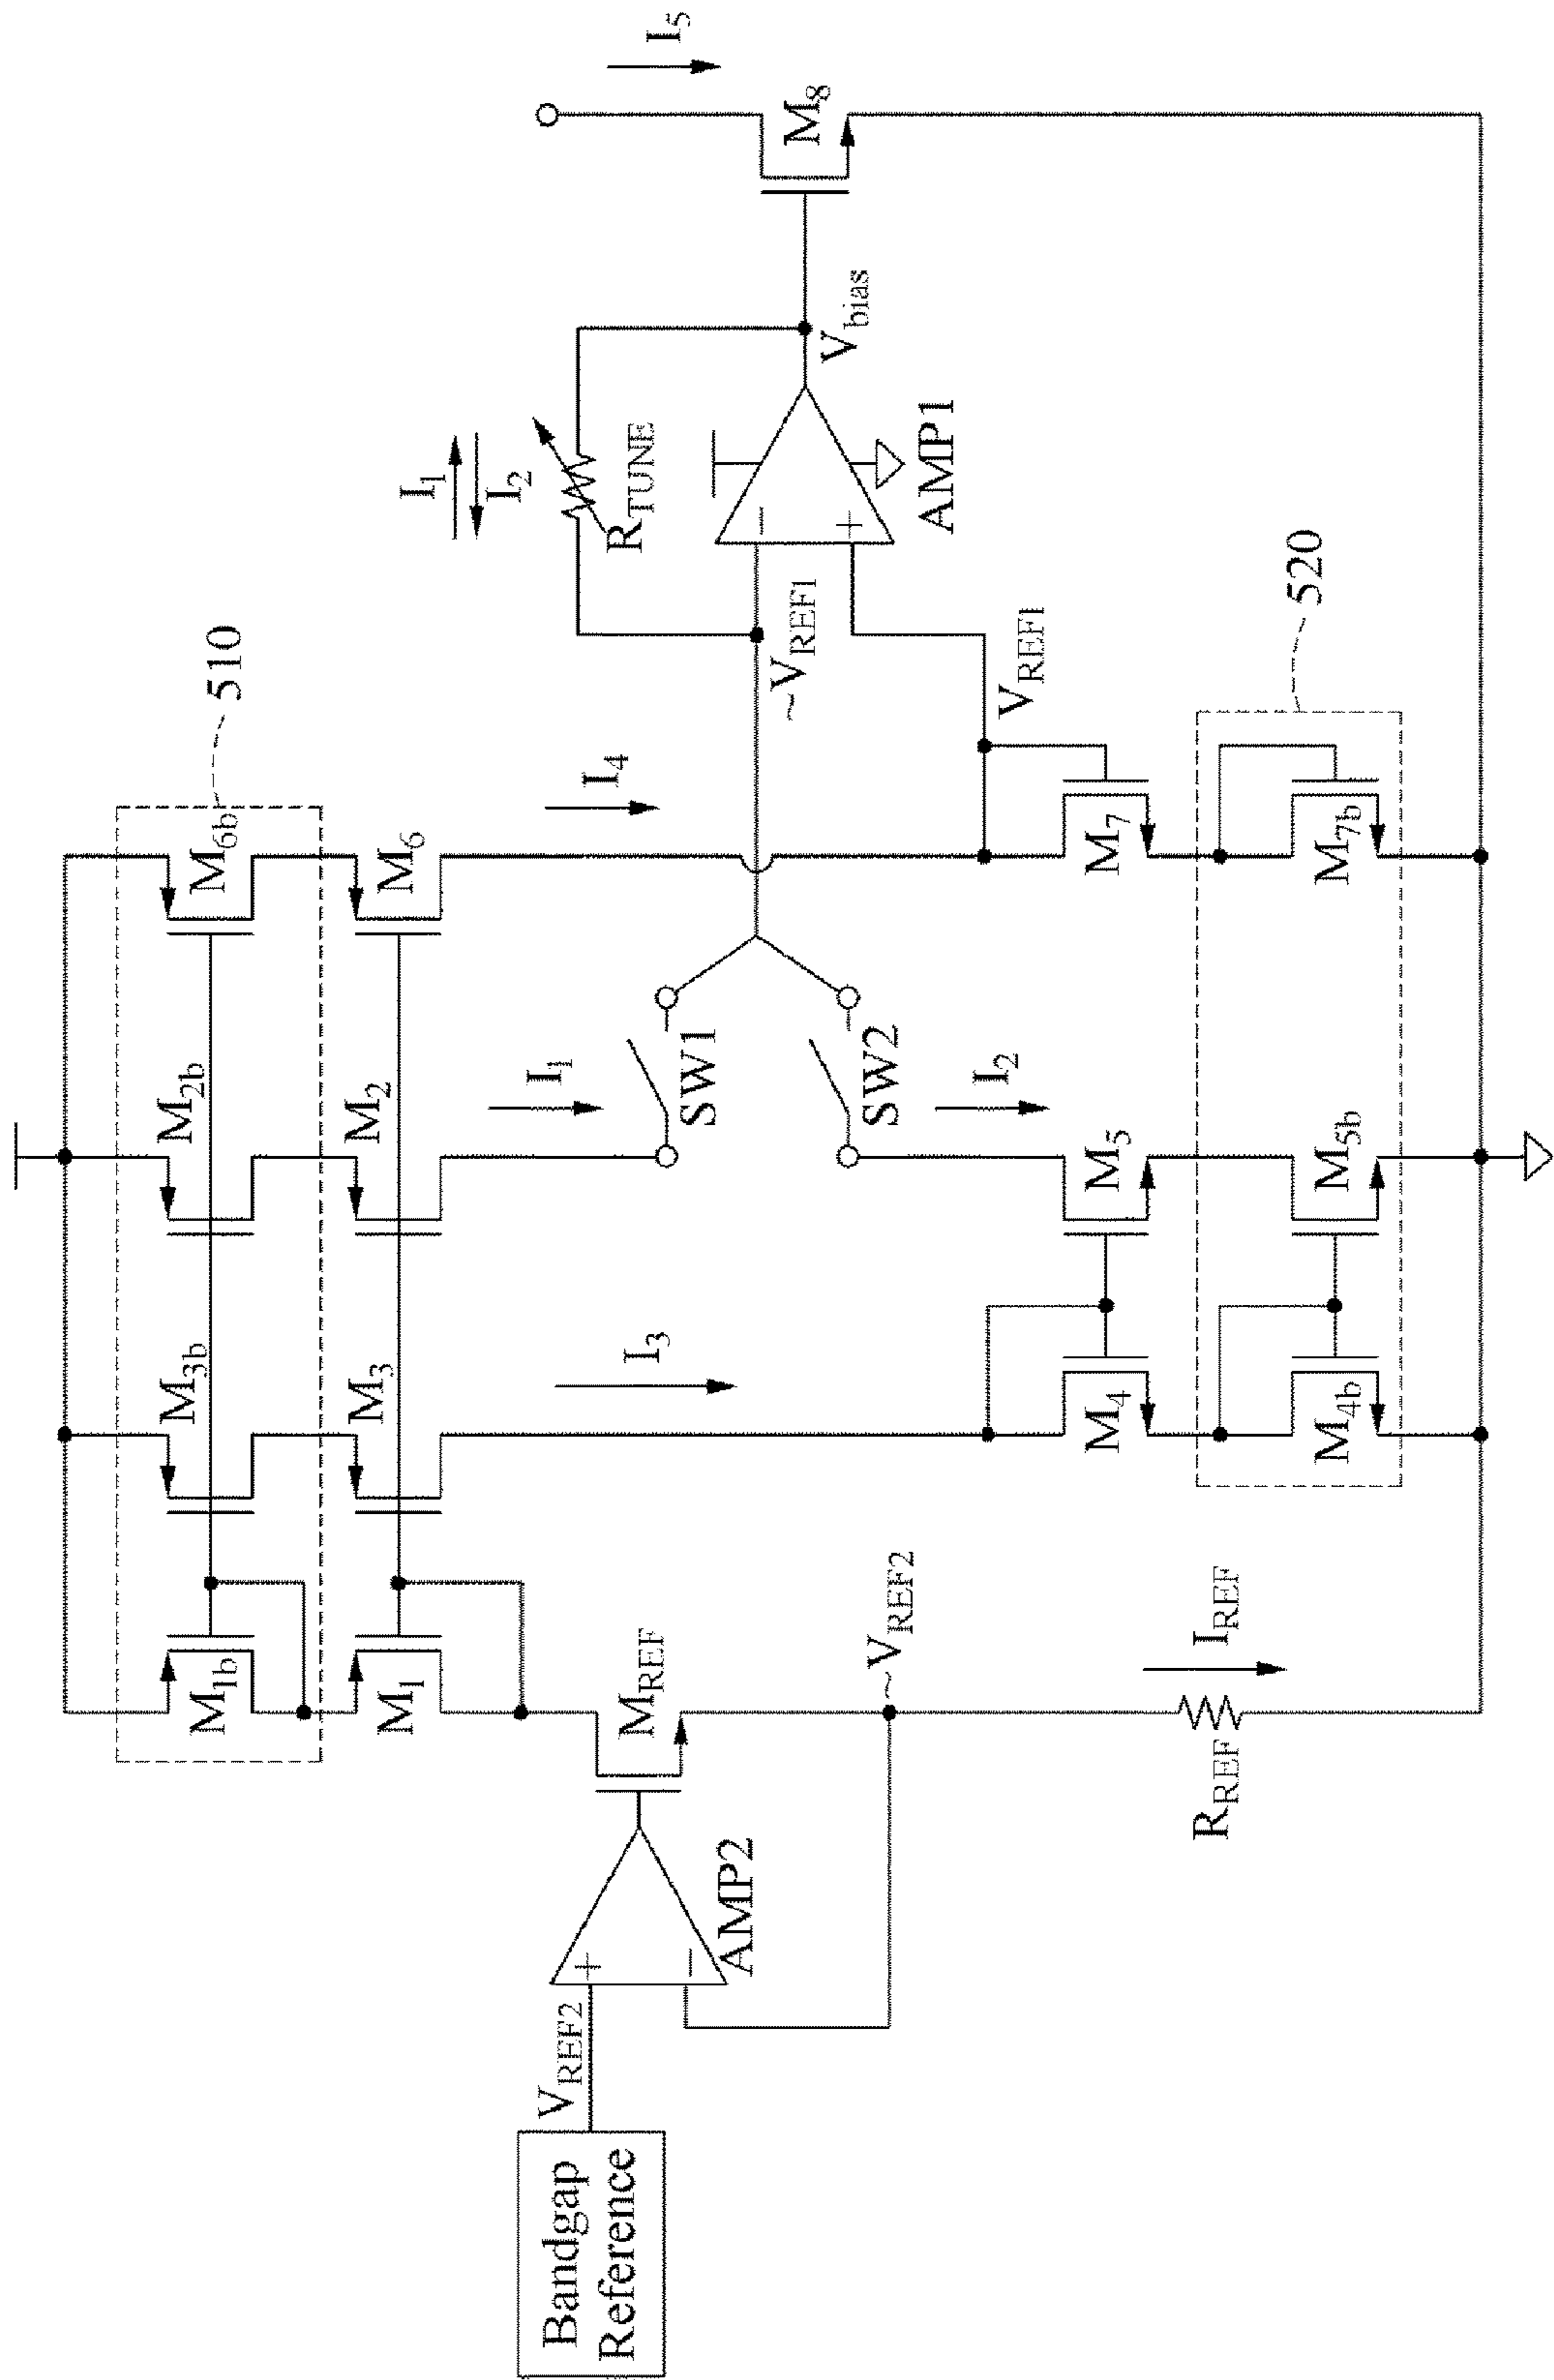 Bandgap
Reference
VREF2
AMP2
MREF
~VREF2
RREF
IREF
M1b
M1
M3b
M3
M2b
M2
M6b
M6
510
I3
I1
I4
SW1
SW2
I2
M4
M4b
M5
M5b
M7
M7b
520
VREF1
~VREF1
I1
I2
RTUNE
AMP1
Vbias
M8
I5
+
−
−
+